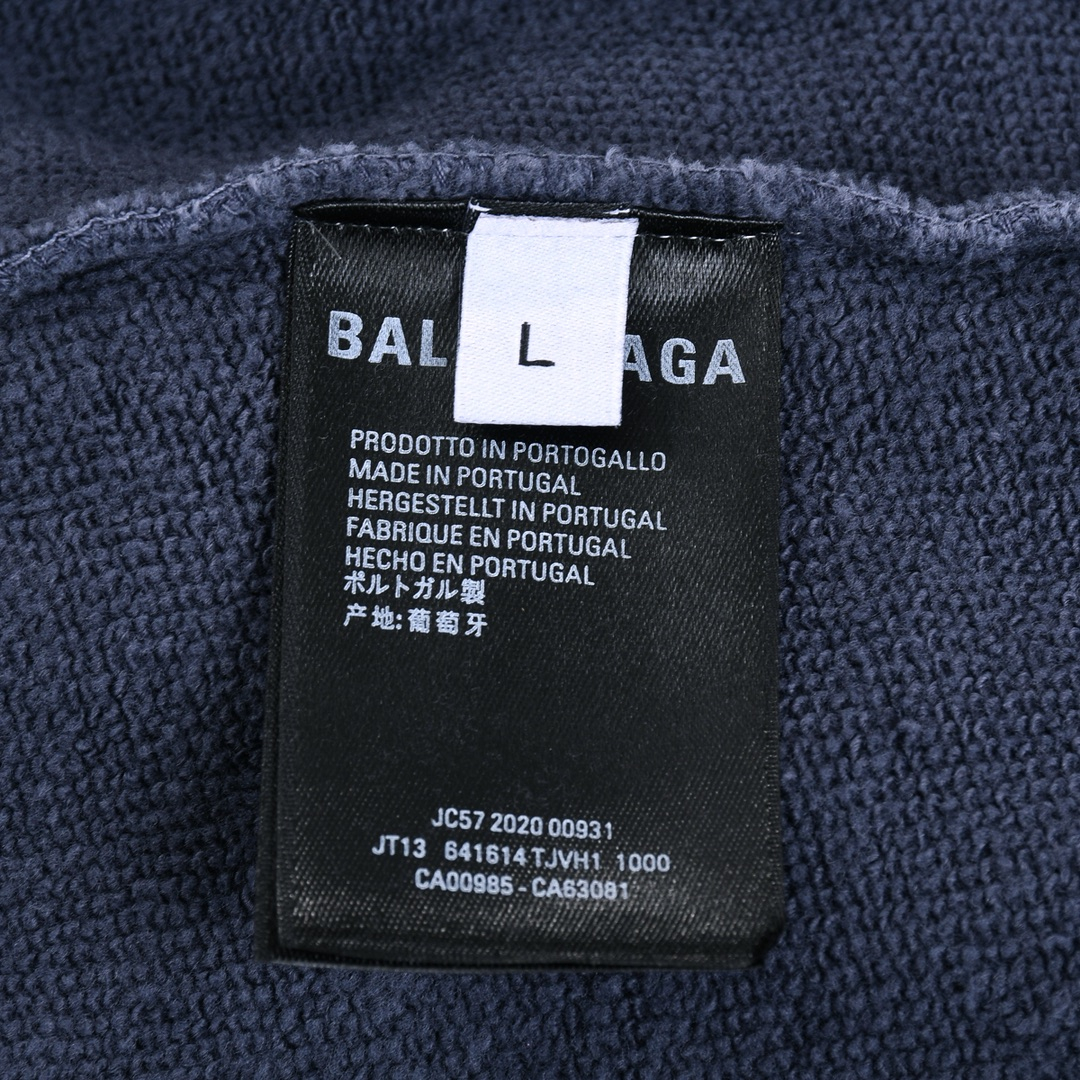 L
BAL AGA
PRODOTTO IN PORTOGALLO
MADE IN PORTUGAL
HERGESTELLT IN PORTUGAL
FABRIQUE EN PORTUGAL
HECHO EN PORTUGAL
ポルトガル製
产地:葡萄牙
JC57 2020 00931
JT13 641614 TJVH1 1000
CA00985 - CA63081